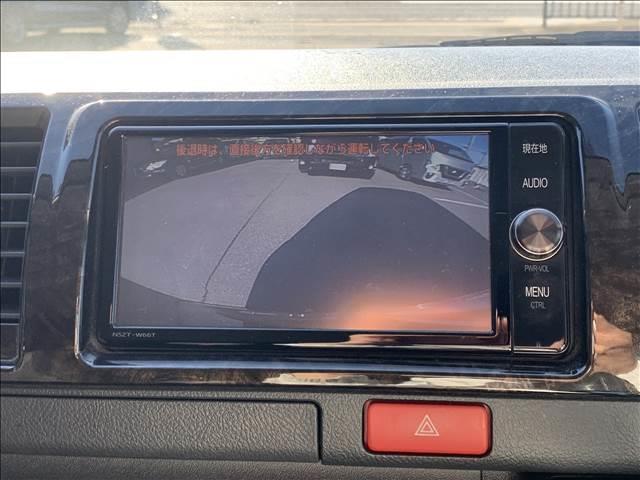 後退時は、直接後方を確認しながら運転してください
現在地
AUDIO
PWR・VOL
MENU
CTRL
NSZT-W66T